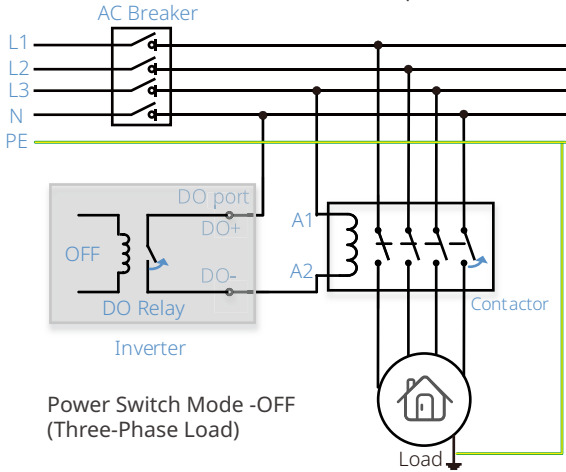 AC Breaker
L1
L2
L3
N
PE
DO port
DO+
A1
OFF
DO-
A2
DO Relay
Contactor
Inverter
Power Switch Mode -OFF
(Three-Phase Load)
Load